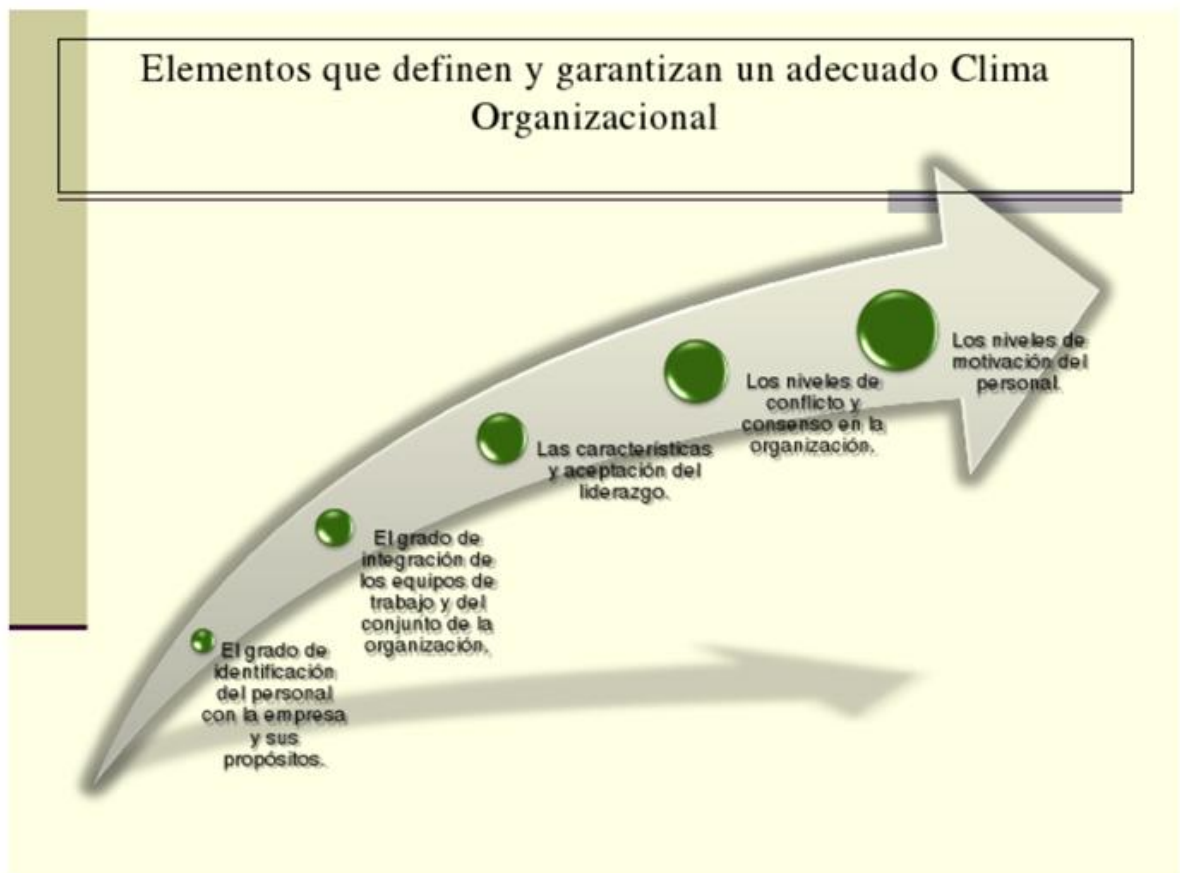 Elementos que definen y garantizan un adecuado Clima
Organizacional
El grado de
identificación
del personal
con la empresa
y sus
propósitos.
El grado de
integración de
los equipos de
trabajo y del
conjunto de la
organización.
Las características
y aceptación del
liderazgo.
Los niveles de
conflicto y
consenso en la
organización.
Los niveles de
motivación del
personal.